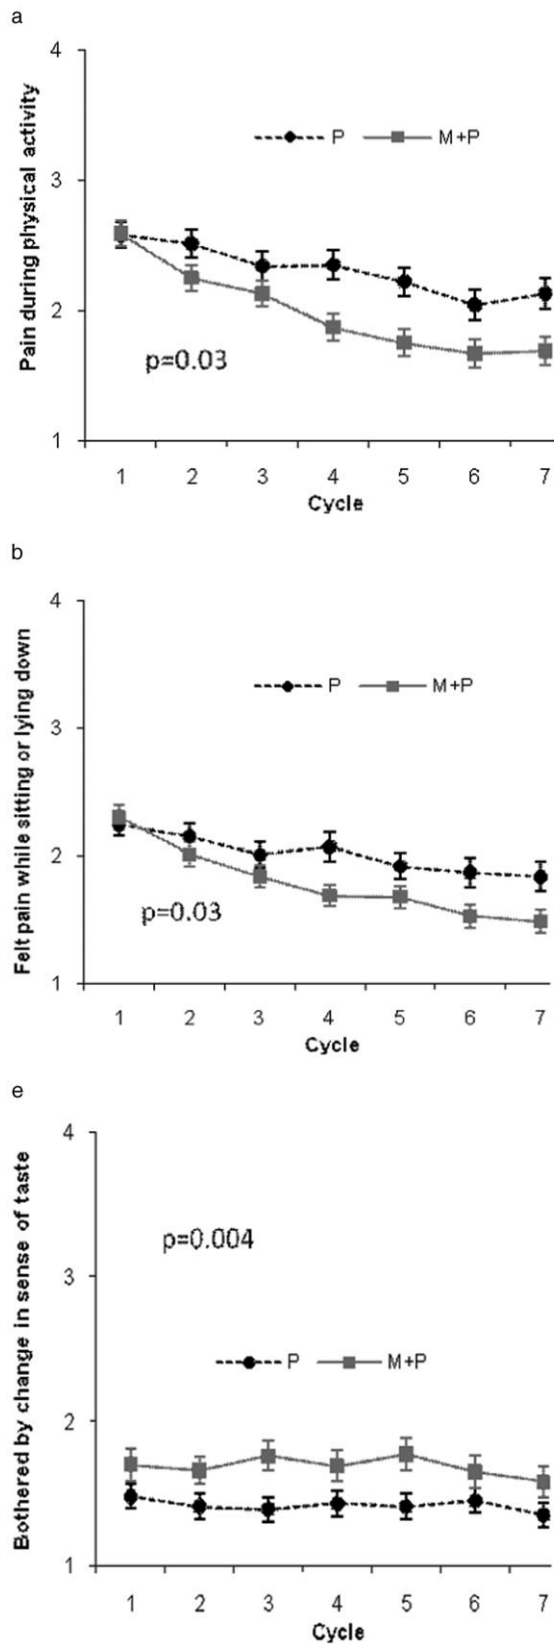 a
Pain during physical activity
4
3
2
1
P
M+P
p=0.03
1 2 3 4 5 6 7
Cycle
b
Felt pain while sitting or lying down
4
3
2
1
P
M+P
p=0.03
1 2 3 4 5 6 7
Cycle
e
Bothered by change in sense of taste
4
3
2
1
p=0.004
P
M+P
1 2 3 4 5 6 7
Cycle